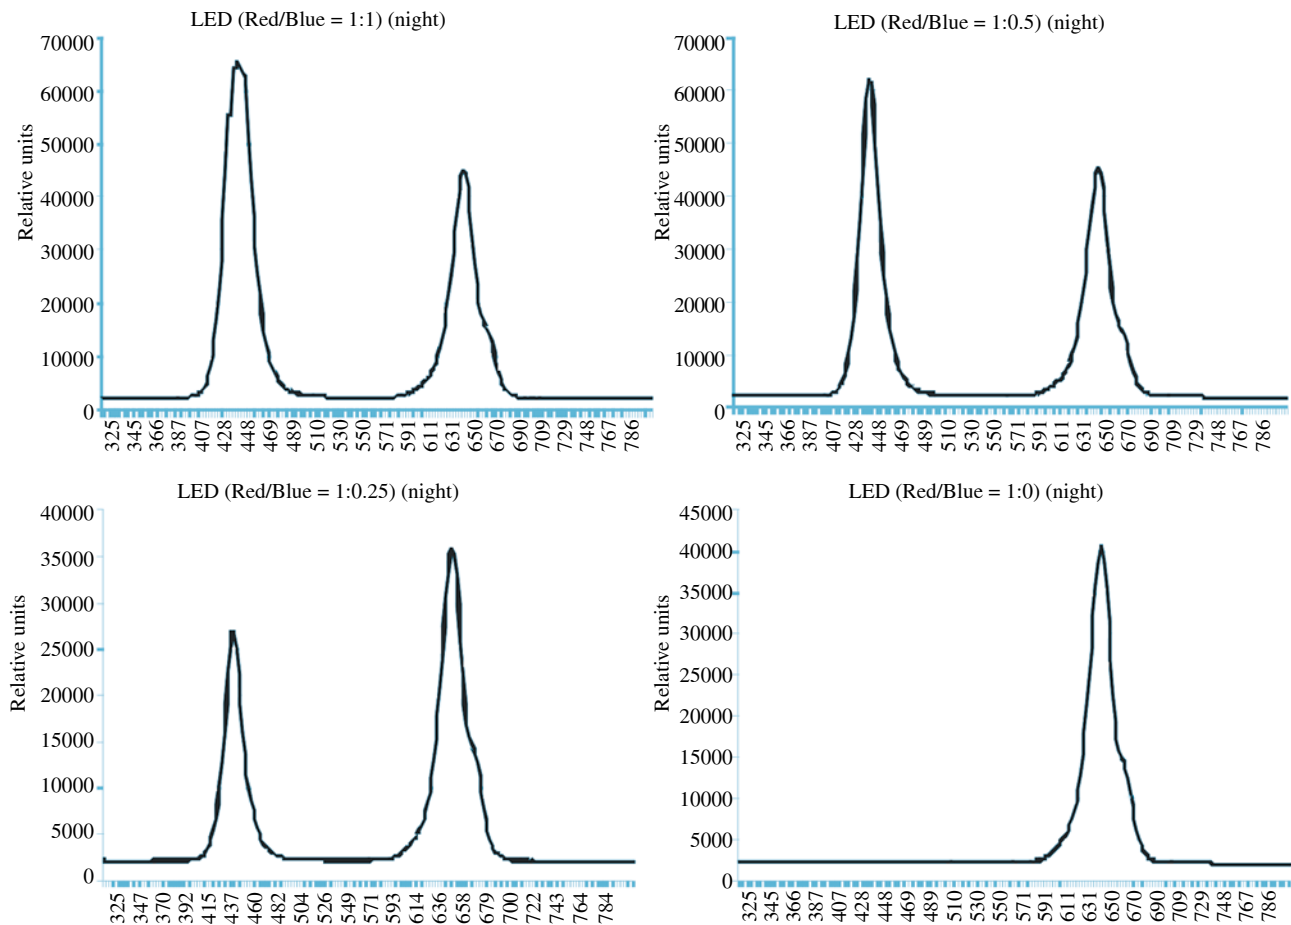 LED (Red/Blue = 1:1) (night)
Relative units
70000
60000
50000
40000
30000
20000
10000
0
325 345 366 387 407 428 448 469 489 510 530 550 571 591 611 631 650 670 690 709 729 748 767 786
LED (Red/Blue = 1:0.5) (night)
Relative units
70000
60000
50000
40000
30000
20000
10000
0
325 345 366 387 407 428 448 469 489 510 530 550 571 591 611 631 650 670 690 709 729 748 767 786
LED (Red/Blue = 1:0.25) (night)
Relative units
40000
35000
30000
25000
20000
15000
10000
5000
0
325 347 370 392 415 437 460 482 504 526 549 571 593 614 636 658 679 700 722 743 764 784
LED (Red/Blue = 1:0) (night)
Relative units
45000
40000
35000
30000
25000
20000
15000
10000
5000
0
325 345 366 387 407 428 448 469 489 510 530 550 571 591 611 631 650 670 690 709 729 748 767 786